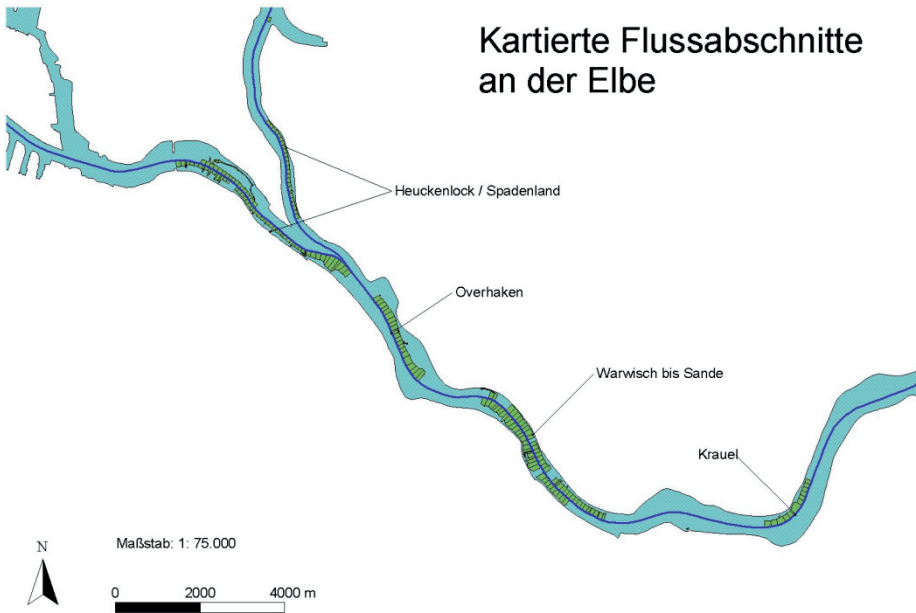 Kartierte Flussabschnitte
an der Elbe
Heuckenlock / Spadenland
Overhaken
Warwisch bis Sande
Krauel
N
Maßstab: 1: 75.000
0 2000 4000 m